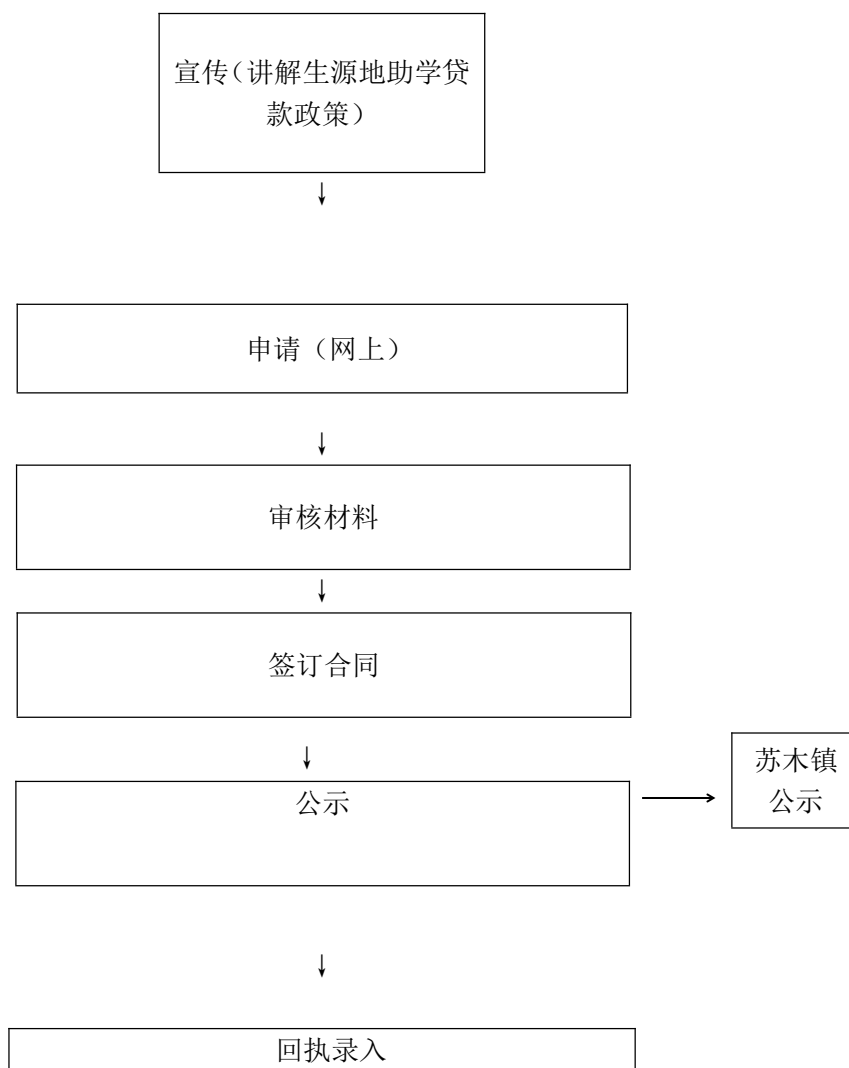 宣传（讲解生源地助学贷
款政策）
申请（网上）
审核材料
签订合同
公示
苏木镇
公示
回执录入